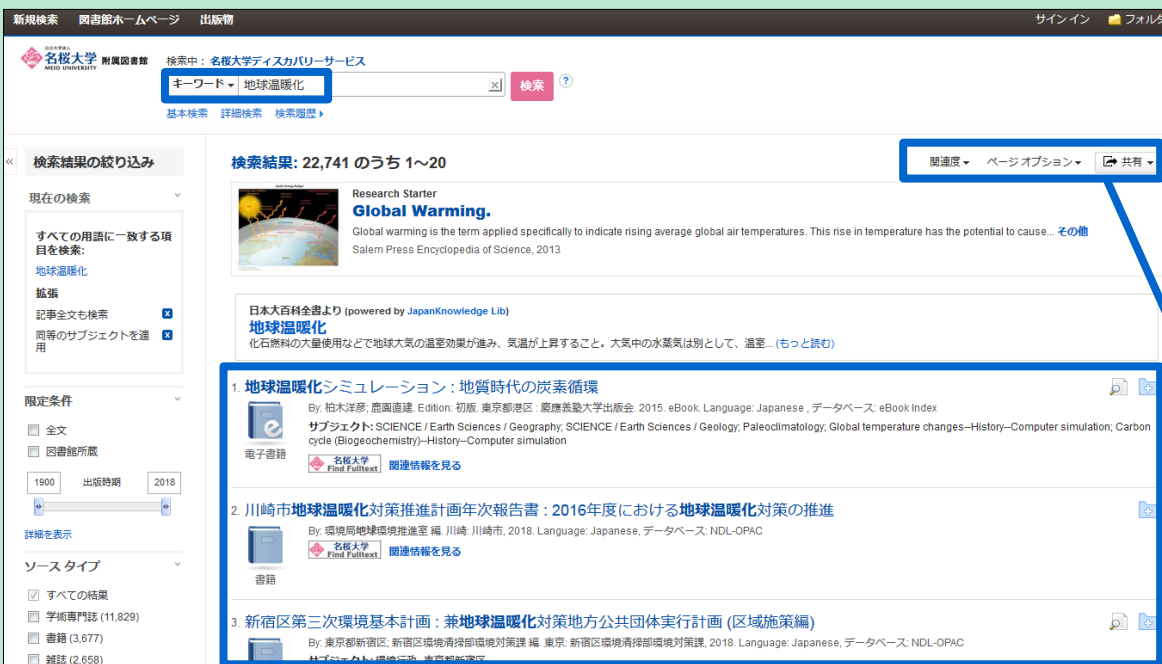 新規検索 図書館ホームページ 出版物 サインイン フォルダ
公立大学法人
名桜大学 附属図書館
MEIO UNIVERSITY
検索中: 名桜大学ディスカバリーサービス
キーワード 地球温暖化 検索 ?
基本検索 詳細検索 検索履歴
« 検索結果の絞り込み
現在の検索
すべての用語に一致する項
目を検索:
地球温暖化
拡張
記事全文も検索
同等のサブジェクトを適
用
限定条件
全文
図書館所蔵
1900 出版時期 2018
詳細を表示
ソース タイプ
すべての結果
学術専門誌 (11,829)
書籍 (3,677)
雑誌 (2,658)
検索結果: 22,741 のうち 1~20
関連度 ページ オプション 共有
Research Starter
Global Warming.
Global warming is the term applied specifically to indicate rising average global air temperatures. This rise in temperature has the potential to cause... その他
Salem Press Encyclopedia of Science, 2013
日本大百科全書より (powered by JapanKnowledge Lib)
地球温暖化
化石燃料の大量使用などで地球大気の温室効果が進み、気温が上昇すること。大気中の水蒸気は別として、温室... (もっと読む)
1. 地球温暖化シミュレーション : 地質時代の炭素循環
By: 柏木洋彦; 鹿園直建. Edition: 初版. 東京都港区 : 慶應義塾大学出版会. 2015. eBook. Language: Japanese , データベース: eBook Index
サブジェクト: SCIENCE / Earth Sciences / Geography; SCIENCE / Earth Sciences / Geology; Paleoclimatology; Global temperature changes--History--Computer simulation; Carbon
cycle (Biogeochemistry)--History--Computer simulation
電子書籍
名桜大学
Find Fulltext
関連情報を見る
2. 川崎市地球温暖化対策推進計画年次報告書 : 2016年度における地球温暖化対策の推進
By: 環境局地球環境推進室 編. 川崎: 川崎市, 2018. Language: Japanese, データベース: NDL-OPAC
名桜大学
Find Fulltext
関連情報を見る
書籍
3. 新宿区第三次環境基本計画 : 兼地球温暖化対策地方公共団体実行計画 (区域施策編)
By: 東京都新宿区; 新宿区環境清掃部環境対策課 編. 東京: 新宿区環境清掃部環境対策課, 2018. Language: Japanese, データベース: NDL-OPAC
サブジェクト: 環境行政--東京都新宿区